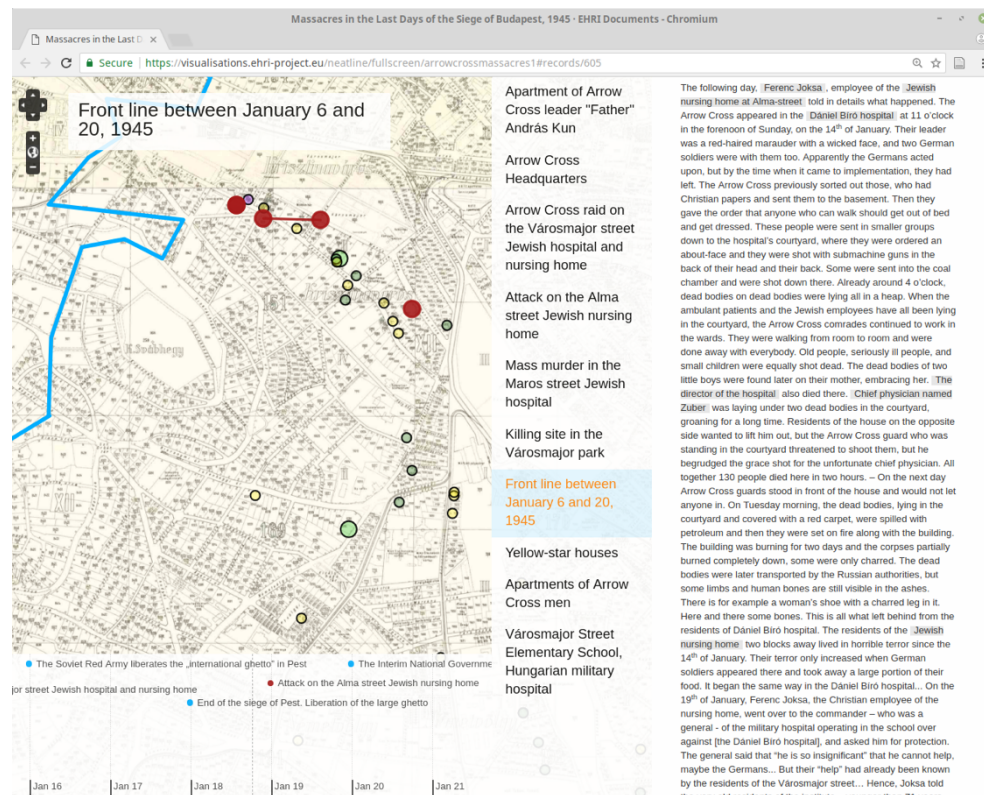 Massacres in the Last Days of the Siege of Budapest, 1945 · EHRI Documents - Chromium
Massacres in the Last D
Secure | https://visualisations.ehri-project.eu/neatline/fullscreen/arrowcrossmassacres1#records/605
Front line between January 6 and
20, 1945
K.Svábhegy
XII
Apartment of Arrow
Cross leader "Father"
András Kun
Arrow Cross
Headquarters
Arrow Cross raid on
the Városmajor street
Jewish hospital and
nursing home
Attack on the Alma
street Jewish nursing
home
Mass murder in the
Maros street Jewish
hospital
Killing site in the
Városmajor park
Front line between
January 6 and 20,
1945
Yellow-star houses
Apartments of Arrow
Cross men
Városmajor Street
Elementary School,
Hungarian military
hospital
The Soviet Red Army liberates the „international ghetto” in Pest
The Interim National Governme
jor street Jewish hospital and nursing home
Attack on the Alma street Jewish nursing home
End of the siege of Pest. Liberation of the large ghetto
Jan 16
Jan 17
Jan 18
Jan 19
Jan 20
Jan 21
The following day, Ferenc Joksa, employee of the Jewish
nursing home at Alma-street told in details what happened. The
Arrow Cross appeared in the Dániel Bíró hospital at 11 o'clock
in the forenoon of Sunday, on the 14th of January. Their leader
was a red-haired marauder with a wicked face, and two German
soldiers were with them too. Apparently the Germans acted
upon, but by the time when it came to implementation, they had
left. The Arrow Cross previously sorted out those, who had
Christian papers and sent them to the basement. Then they
gave the order that anyone who can walk should get out of bed
and get dressed. These people were sent in smaller groups
down to the hospital's courtyard, where they were ordered an
about-face and they were shot with submachine guns in the
back of their head and their back. Some were sent into the coal
chamber and were shot down there. Already around 4 o'clock,
dead bodies on dead bodies were lying all in a heap. When the
ambulant patients and the Jewish employees have all been lying
in the courtyard, the Arrow Cross comrades continued to work in
the wards. They were walking from room to room and were
done away with everybody. Old people, seriously ill people, and
small children were equally shot dead. The dead bodies of two
little boys were found later on their mother, embracing her. The
director of the hospital also died there. Chief physician named
Zuber was laying under two dead bodies in the courtyard,
groaning for a long time. Residents of the house on the opposite
side wanted to lift him out, but the Arrow Cross guard who was
standing in the courtyard threatened to shoot them, but he
begrudged the grace shot for the unfortunate chief physician. All
together 130 people died here in two hours. – On the next day
Arrow Cross guards stood in front of the house and would not let
anyone in. On Tuesday morning, the dead bodies, lying in the
courtyard and covered with a red carpet, were spilled with
petroleum and then they were set on fire along with the building.
The building was burning for two days and the corpses partially
burned completely down, some were only charred. The dead
bodies were later transported by the Russian authorities, but
some limbs and human bones are still visible in the ashes.
There is for example a woman's shoe with a charred leg in it.
Here and there some bones. This is all what left behind from the
residents of Dániel Bíró hospital. The residents of the Jewish
nursing home two blocks away lived in horrible terror since the
14th of January. Their terror only increased when German
soldiers appeared there and took away a large portion of their
food. It began the same way in the Dániel Bíró hospital... On the
19th of January, Ferenc Joksa, the Christian employee of the
nursing home, went over to the commander – who was a
general - of the military hospital operating in the school over
against [the Dániel Bíró hospital], and asked him for protection.
The general said that “he is so insignificant” that he cannot help,
maybe the Germans... But their “help” had already been known
by the residents of the Városmajor street... Hence, Joksa told